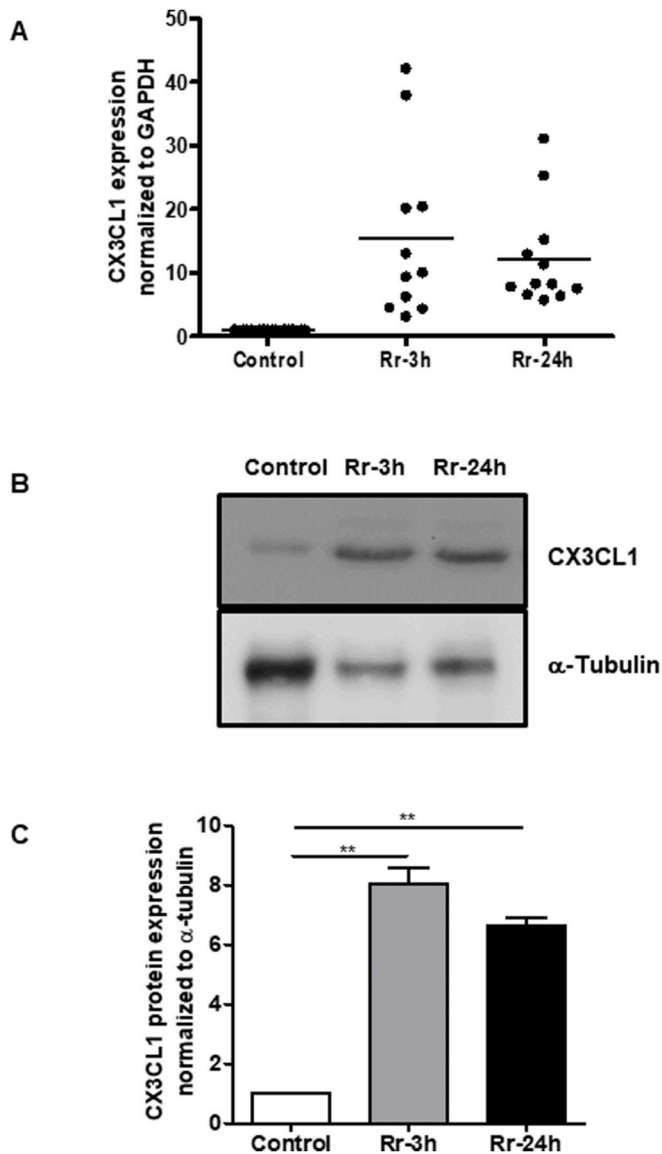 A
CX3CL1 expression
normalized to GAPDH
50
40
30
20
10
0
Control Rr-3h Rr-24h
B
Control Rr-3h Rr-24h
CX3CL1
α-Tubulin
C
CX3CL1 protein expression
normalized to α-tubulin
10
8
6
4
2
0
**
**
Control Rr-3h Rr-24h